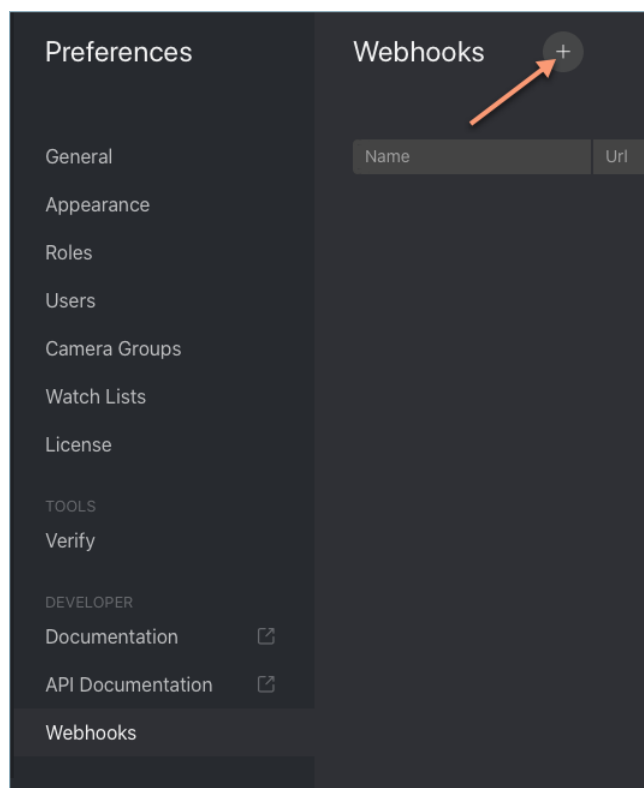 Preferences
General
Appearance
Roles
Users
Camera Groups
Watch Lists
License
TOOLS
Verify
DEVELOPER
Documentation
API Documentation
Webhooks
Webhooks +
Name Url